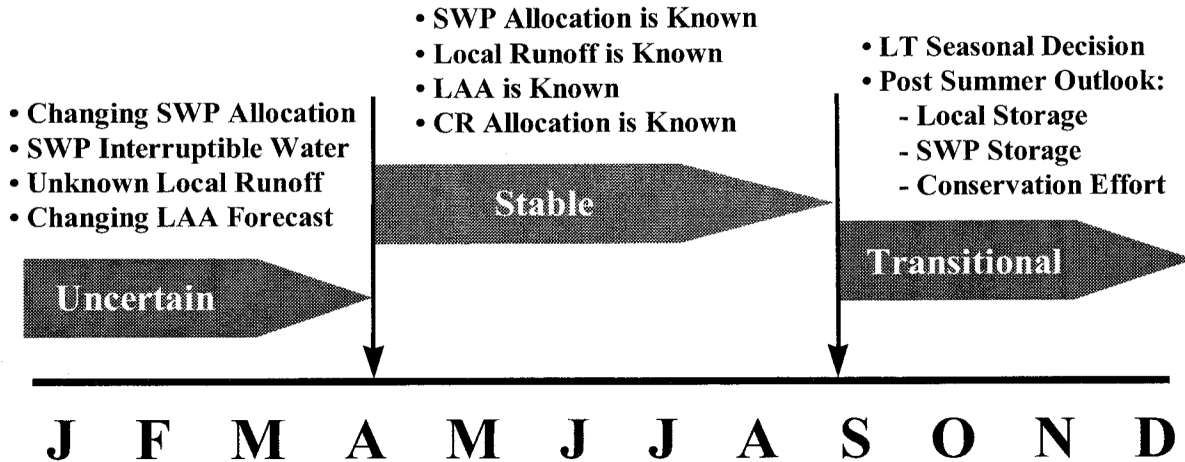 • Changing SWP Allocation
• SWP Interruptible Water
• Unknown Local Runoff
• Changing LAA Forecast
Uncertain
• SWP Allocation is Known
• Local Runoff is Known
• LAA is Known
• CR Allocation is Known
Stable
• LT Seasonal Decision
• Post Summer Outlook:
- Local Storage
- SWP Storage
- Conservation Effort
Transitional
J F M A M J J A S O N D